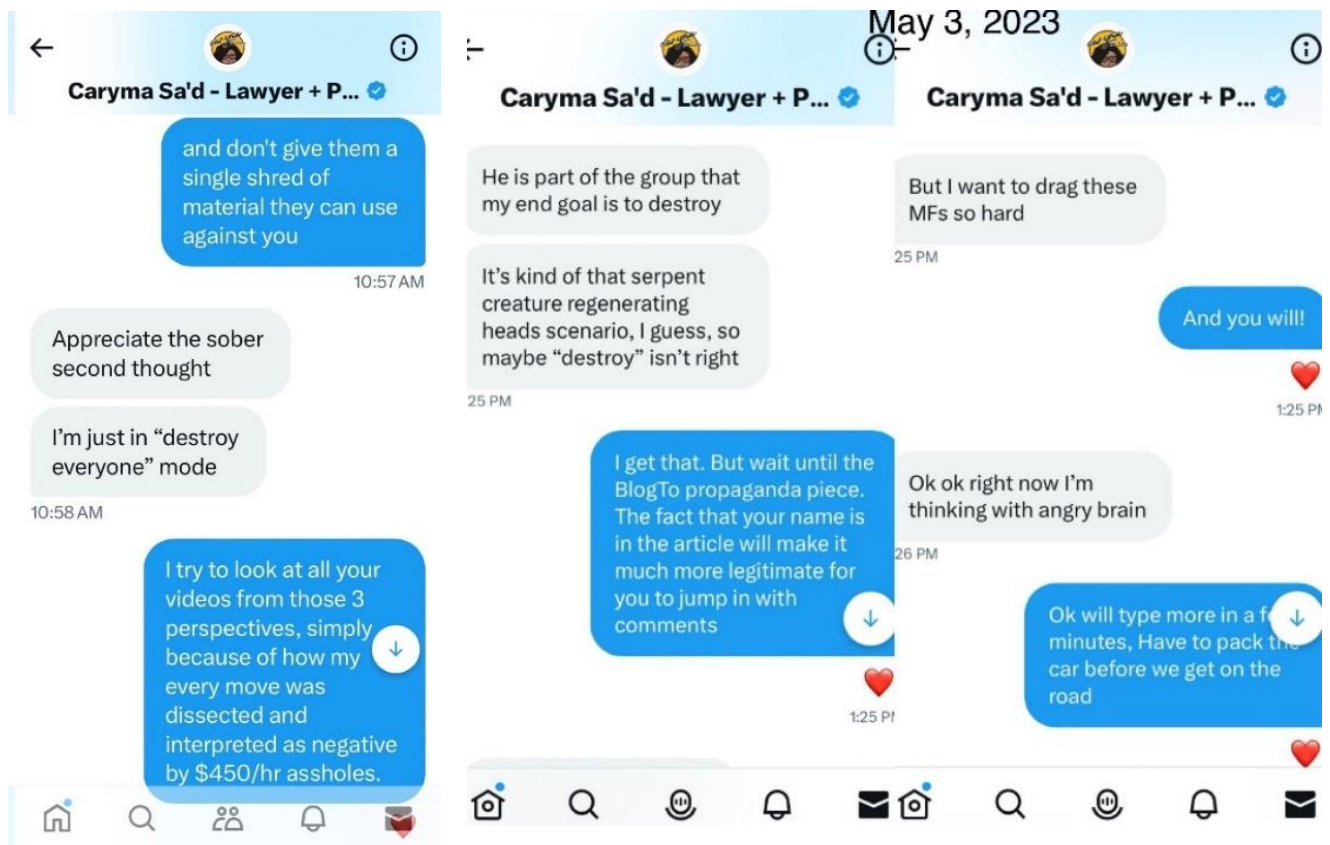 Caryma Sa'd - Lawyer + P...
and don't give them a
single shred of
material they can use
against you
10:57 AM
Appreciate the sober
second thought
I'm just in “destroy
everyone” mode
10:58 AM
I try to look at all your
videos from those 3
perspectives, simply
because of how my
every move was
dissected and
interpreted as negative
by $450/hr assholes.
Caryma Sa'd - Lawyer + P...
He is part of the group that
my end goal is to destroy
It's kind of that serpent
creature regenerating
heads scenario, I guess, so
maybe “destroy” isn't right
25 PM
I get that. But wait until the
BlogTo propaganda piece.
The fact that your name is
in the article will make it
much more legitimate for
you to jump in with
comments
1:25 PM
May 3, 2023
Caryma Sa'd - Lawyer + P...
But I want to drag these
MFs so hard
25 PM
And you will!
1:25 PM
Ok ok right now I'm
thinking with angry brain
26 PM
Ok will type more in a
minutes, Have to pack the
car before we get on the
road